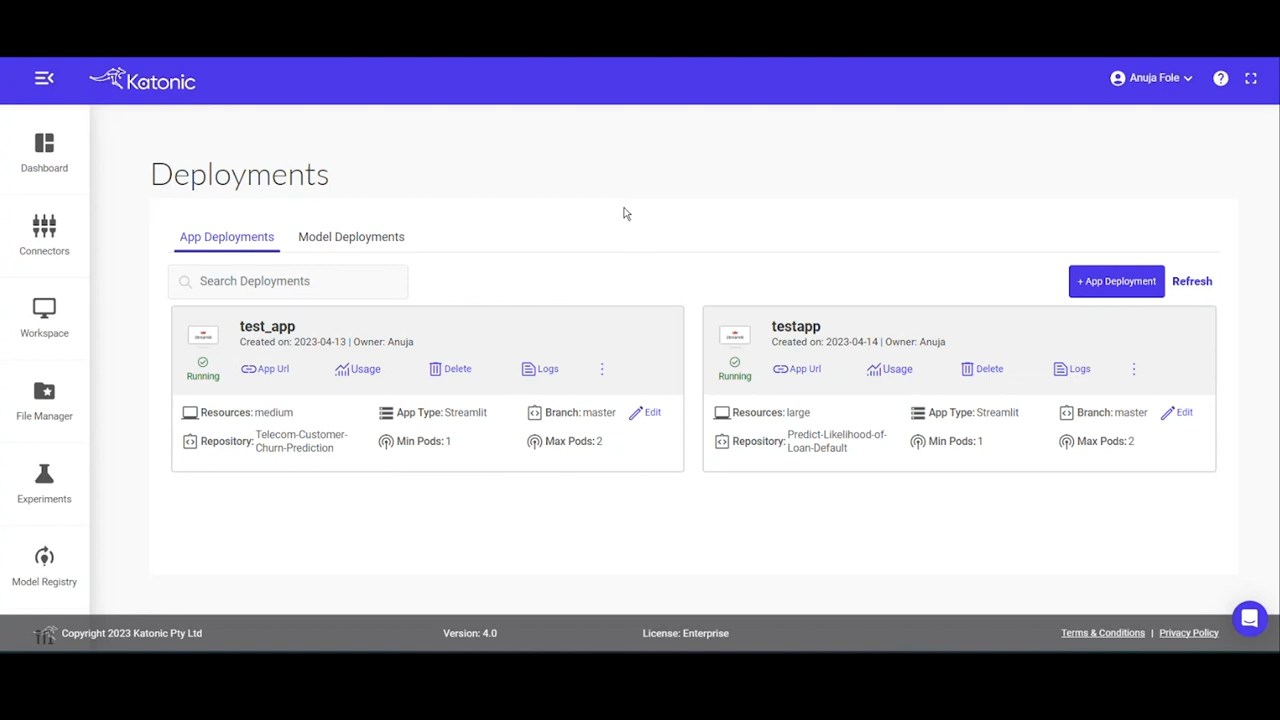 Katonic
Anuja Fole
Dashboard
Connectors
Workspace
File Manager
Experiments
Model Registry
Deployments
App Deployments
Model Deployments
Search Deployments
+ App Deployment
Refresh
test_app
Created on: 2023-04-13 | Owner: Anuja
Running
App Url
Usage
Delete
Logs
Resources: medium
App Type: Streamlit
Branch: master
Edit
Repository: Telecom-Customer-
Churn-Prediction
Min Pods: 1
Max Pods: 2
testapp
Created on: 2023-04-14 | Owner: Anuja
Running
App Url
Usage
Delete
Logs
Resources: large
App Type: Streamlit
Branch: master
Edit
Repository: Predict-Likelihood-of-
Loan-Default
Min Pods: 1
Max Pods: 2
Copyright 2023 Katonic Pty Ltd
Version: 4.0
License: Enterprise
Terms & Conditions | Privacy Policy